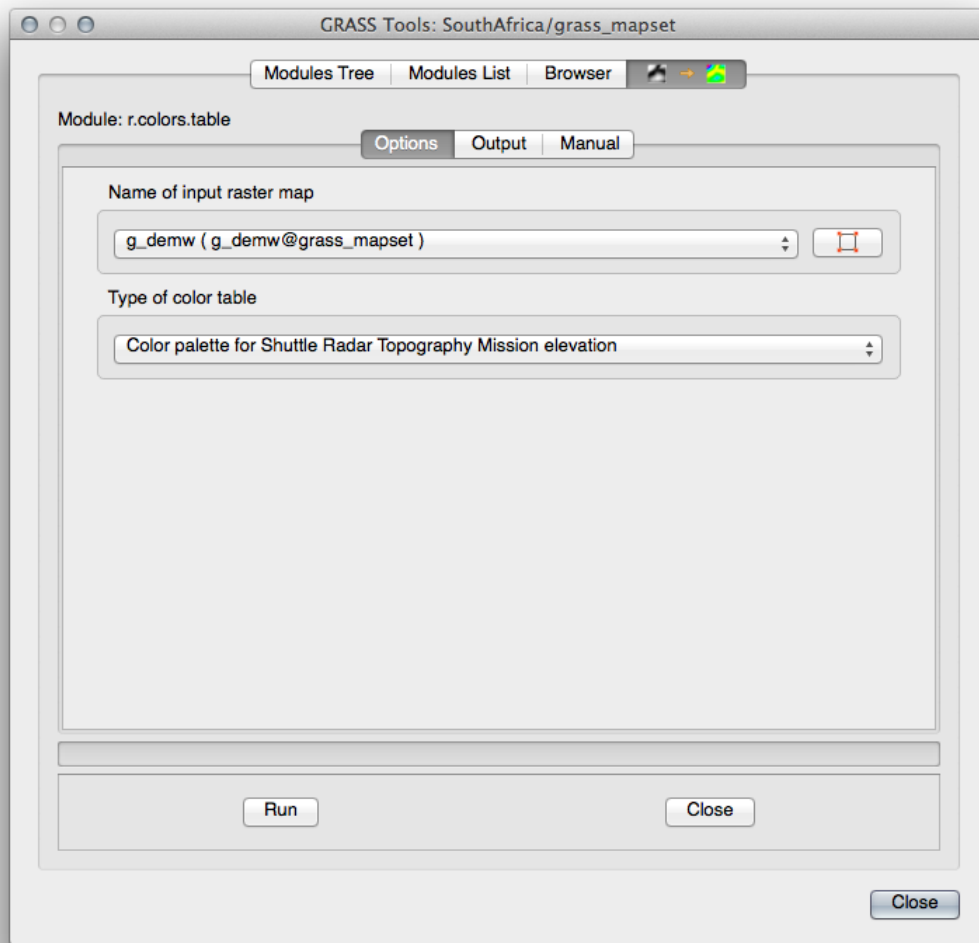 GRASS Tools: SouthAfrica/grass_mapset
Modules Tree Modules List Browser
Module: r.colors.table
Options Output Manual
Name of input raster map
g_demw ( g_demw@grass_mapset )
Type of color table
Color palette for Shuttle Radar Topography Mission elevation
Run Close
Close